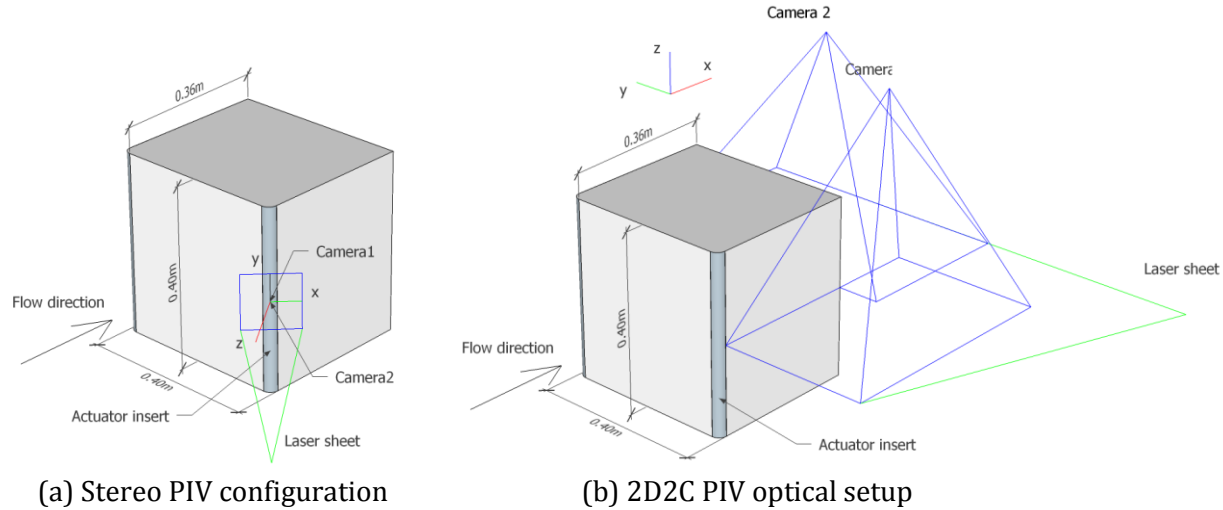 Camera 2
z
x
Camera
y
0.36m
0.36m
Camera1
y
x
0.40m
Laser sheet
Flow direction
z
0.40m
Flow direction
Camera2
0.40m
Actuator insert
0.40m
Laser sheet
Actuator insert
(a) Stereo PIV configuration
(b) 2D2C PIV optical setup